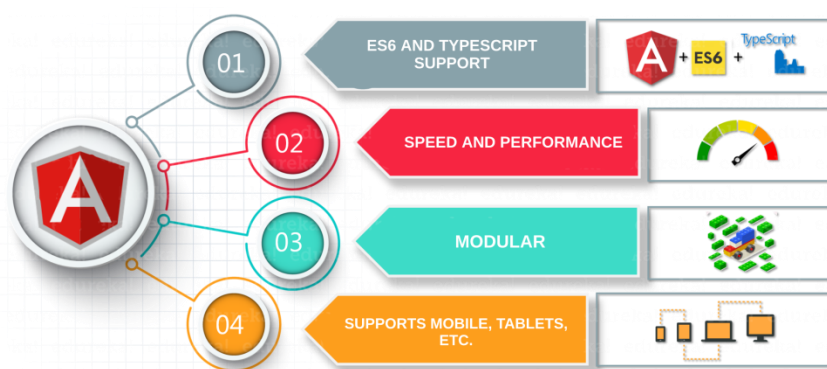 01
ES6 AND TYPESCRIPT
SUPPORT
A + ES6 + TypeScript
02
SPEED AND PERFORMANCE
A
03
MODULAR
04
SUPPORTS MOBILE, TABLETS,
ETC.